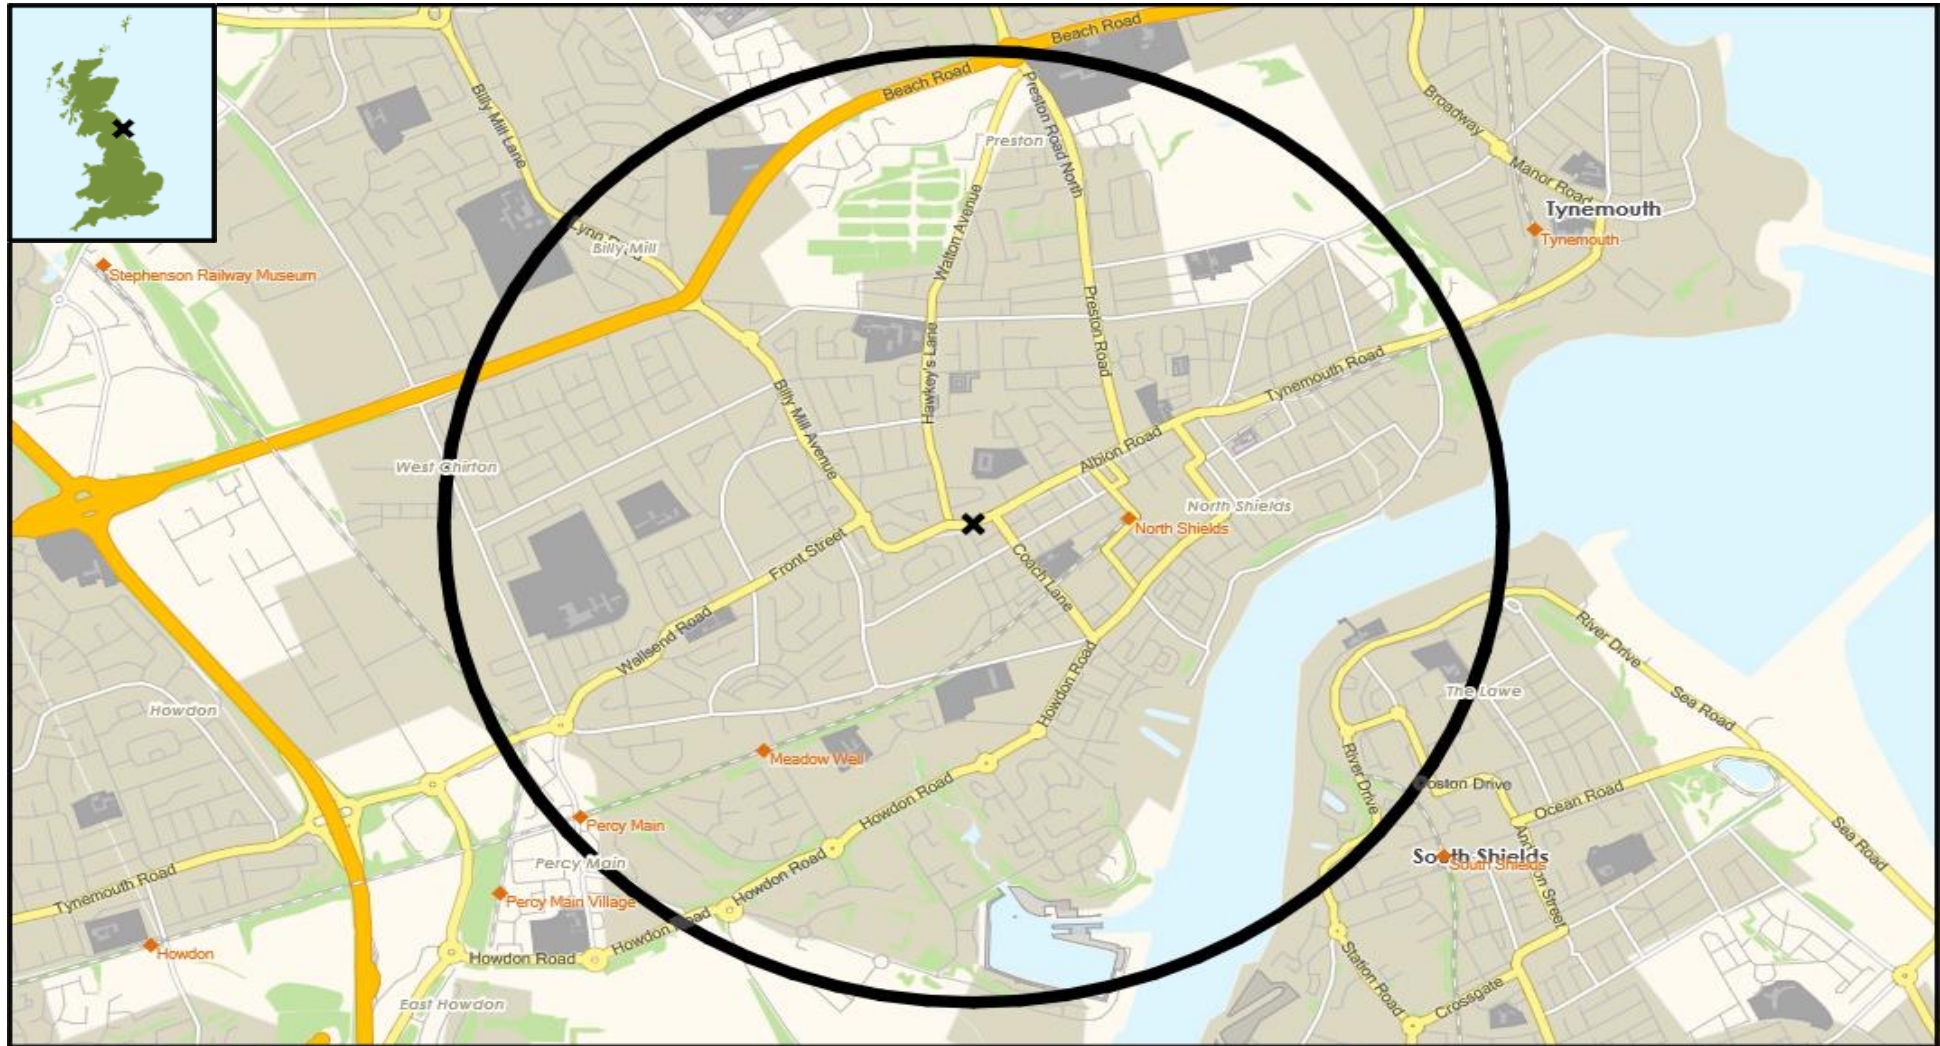 Beach Road
Beach Road
Billy Mill Lane
Preston Road North
Broadway
Preston
Manor Road
Tynemouth
Tynemouth
Walton Avenue
Lynn
Billy Mill
Stephenson Railway Museum
Preston Road
Hawkey's Lane
Tynemouth Road
Billy Mill Avenue
Albion Road
West Chirton
North Shields
North Shields
Front Street
Coach Lane
Wallsend Road
River Drive
Howdon Road
The Lawe
Sea Road
Howdon
Meadow Well
River Drive
Coston Drive
Ocean Road
Howdon Road
Percy Main
Sea Road
South Shields
South Shields
Percy Main
Howdon Road
Tynemouth Road
Percy Main Village
Howdon Road
Howdon
Howdon Road
Station Road
Crossgate
East Howdon